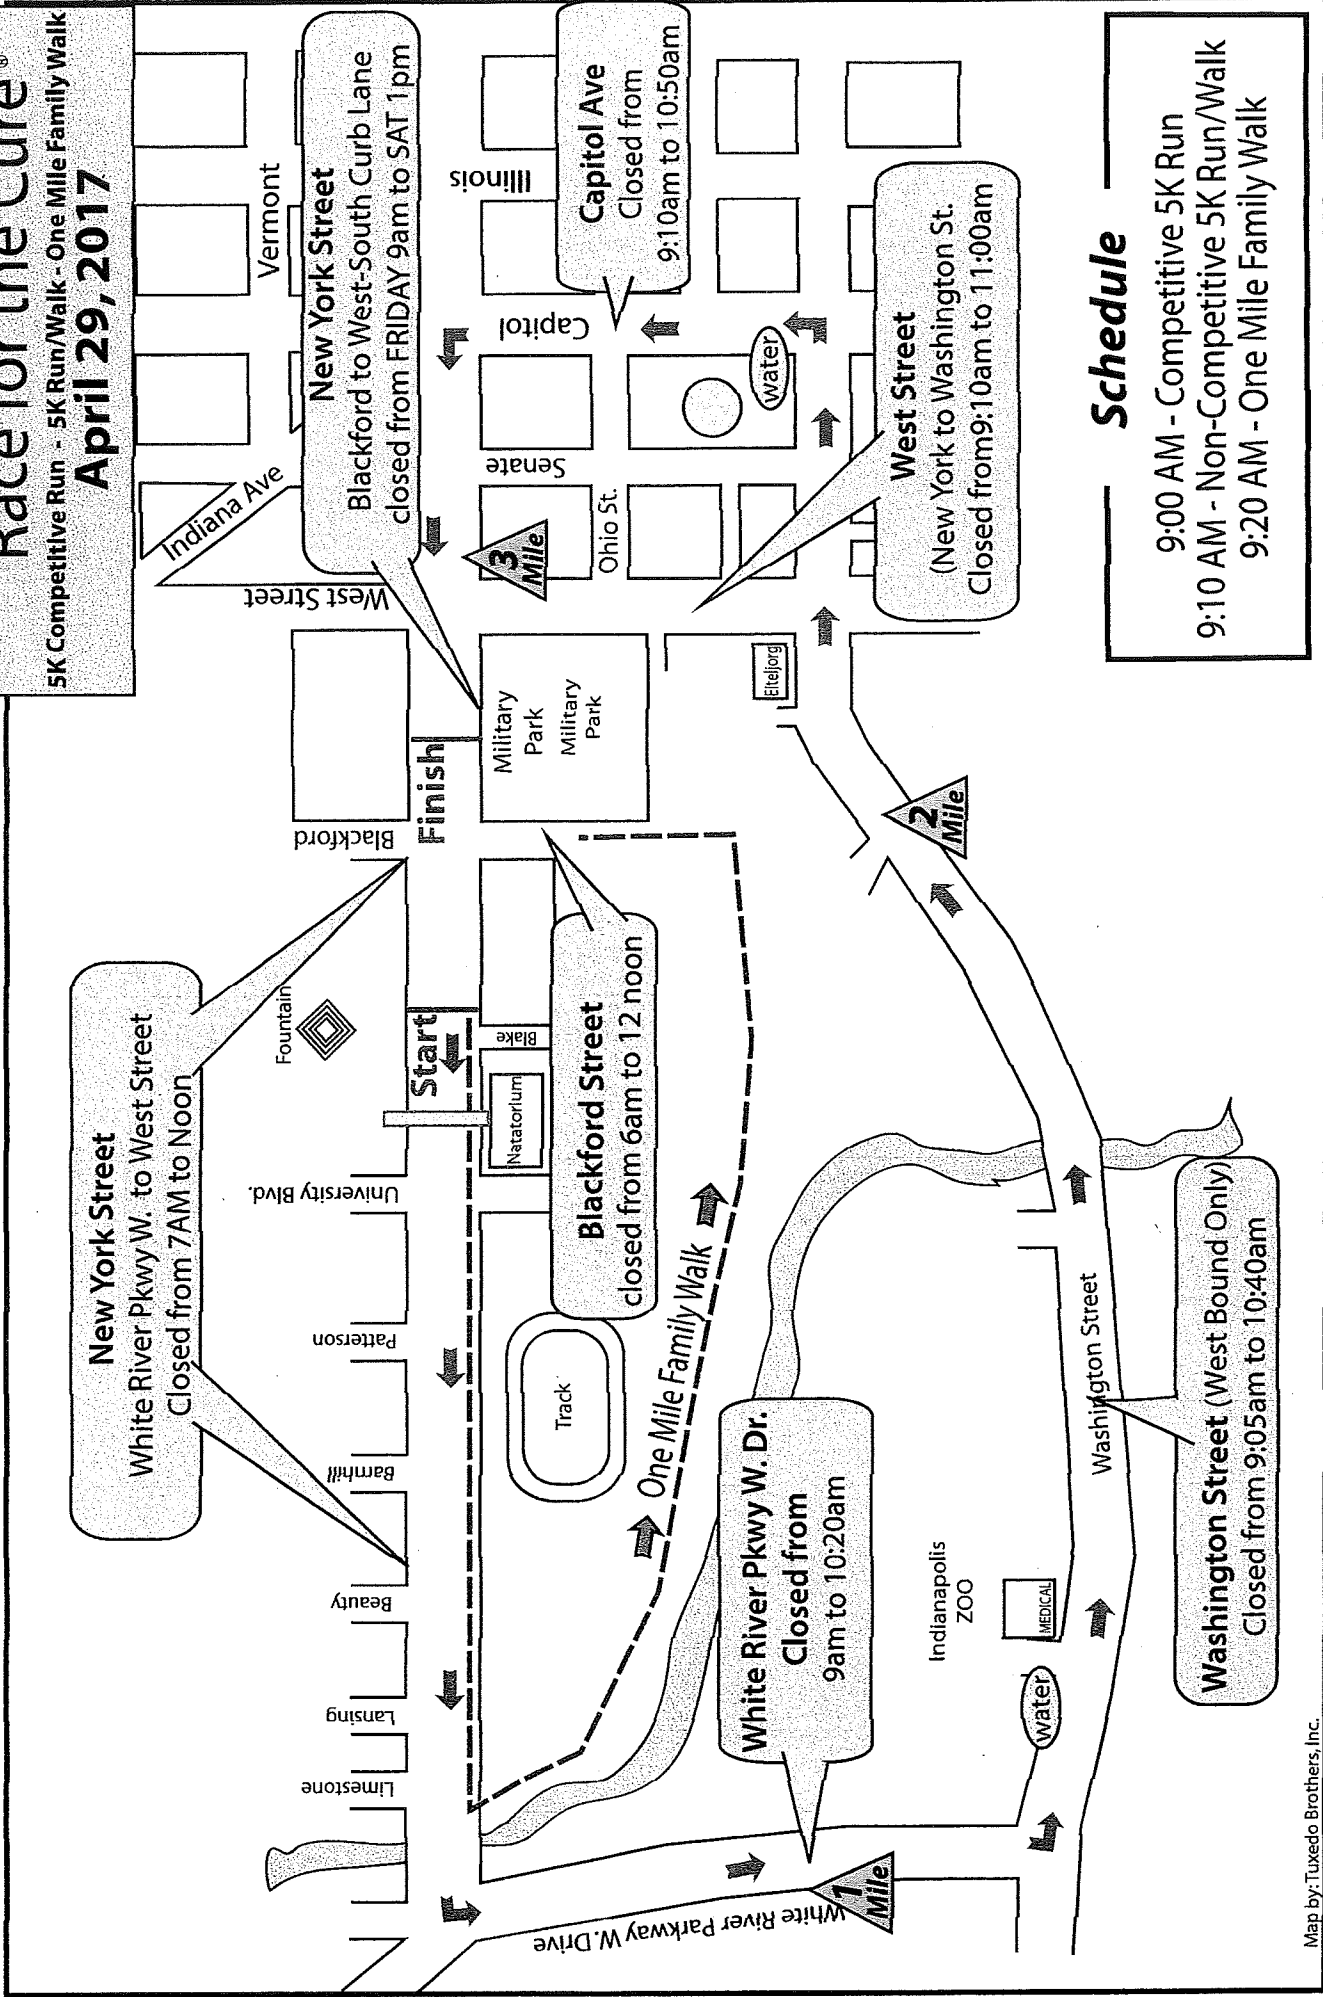 Race for the Cure®
5K Competitive Run - 5K Run/Walk - One Mile Family Walk
April 29, 2017
New York Street
White River Pkwy W. to West Street
Closed from 7AM to Noon
New York Street
Blackford to West-South Curb Lane
closed from FRIDAY 9am to SAT 1pm
Capitol Ave
Closed from
9:10am to 10:50am
West Street
(New York to Washington St.
Closed from9:10am to 11:00am
Blackford Street
closed from 6am to 12 noon
White River Pkwy W. Dr.
Closed from
9am to 10:20am
Washington Street (West Bound Only)
Closed from 9:05am to 10:40am
Limestone
Lansing
Beauty
Barnhill
Patterson
University Blvd.
Fountain
Blackford
West Street
Indiana Ave
Vermont
Start
Finish
Natatorium
Blake
Track
Military
Park
Military
Park
3
Mile
Ohio St.
Senate
Capitol
Illinois
water
Eiteljorg
One Mile Family Walk
2
Mile
White River Parkway W. Drive
1
Mile
Indianapolis
ZOO
MEDICAL
water
Washington Street
Schedule
9:00 AM - Competitive 5K Run
9:10 AM - Non-Competitive 5K Run/Walk
9:20 AM - One Mile Family Walk
Map by: Tuxedo Brothers, Inc.